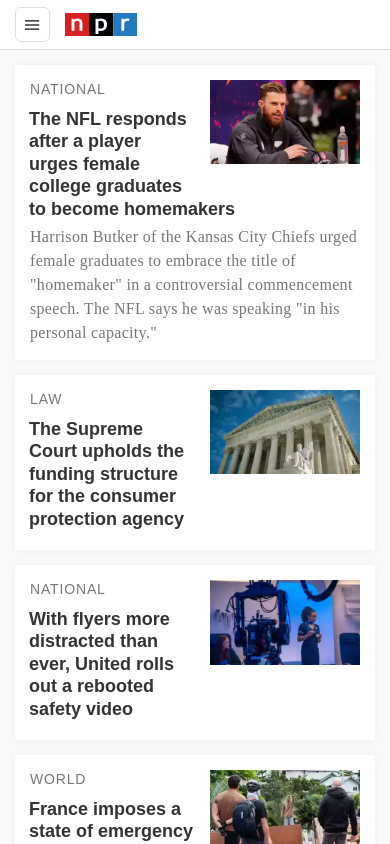 npr
NATIONAL
The NFL responds
after a player
urges female
college graduates
to become homemakers
Harrison Butker of the Kansas City Chiefs urged
female graduates to embrace the title of
"homemaker" in a controversial commencement
speech. The NFL says he was speaking "in his
personal capacity."
LAW
The Supreme
Court upholds the
funding structure
for the consumer
protection agency
NATIONAL
With flyers more
distracted than
ever, United rolls
out a rebooted
safety video
WORLD
France imposes a
state of emergency